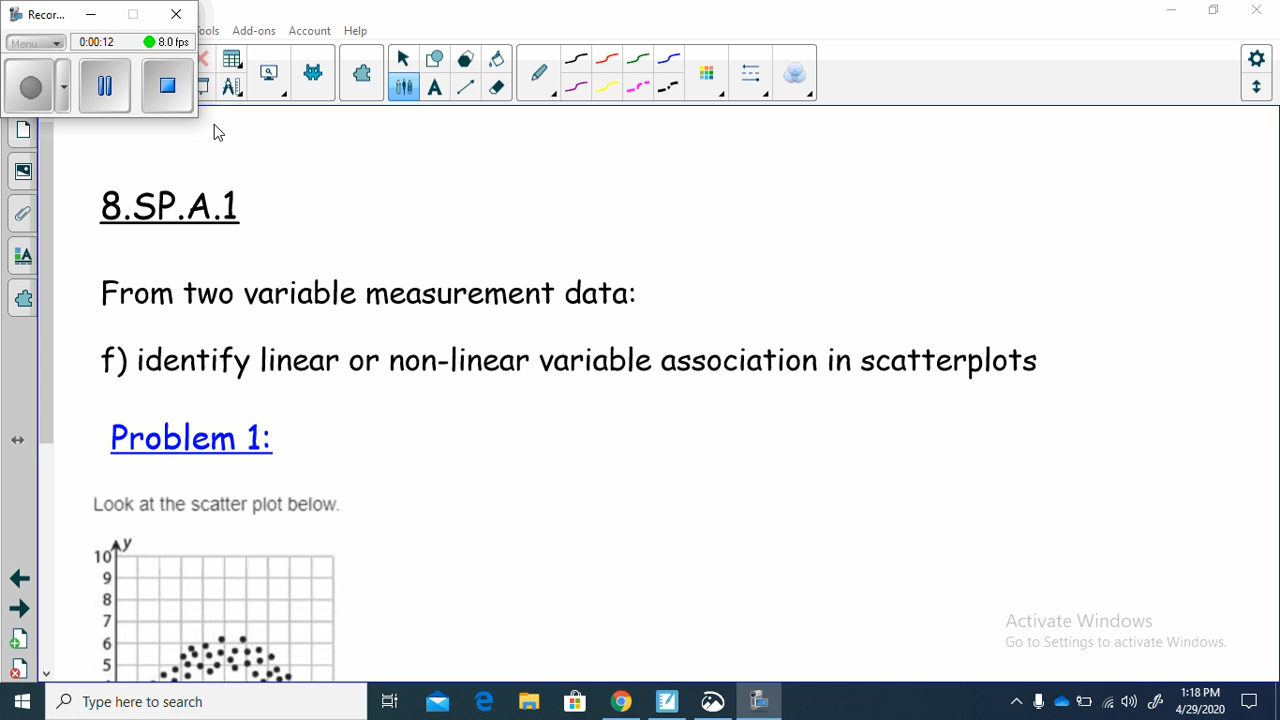 Recor...
Menu
0:00:12
8.0 fps
Tools Add-ons Account Help
8.SP.A.1
From two variable measurement data:
f) identify linear or non-linear variable association in scatterplots
Problem 1:
Look at the scatter plot below.
y
10
9
8
7
6
5
Activate Windows
Go to Settings to activate Windows.
Type here to search
1:18 PM
4/29/2020